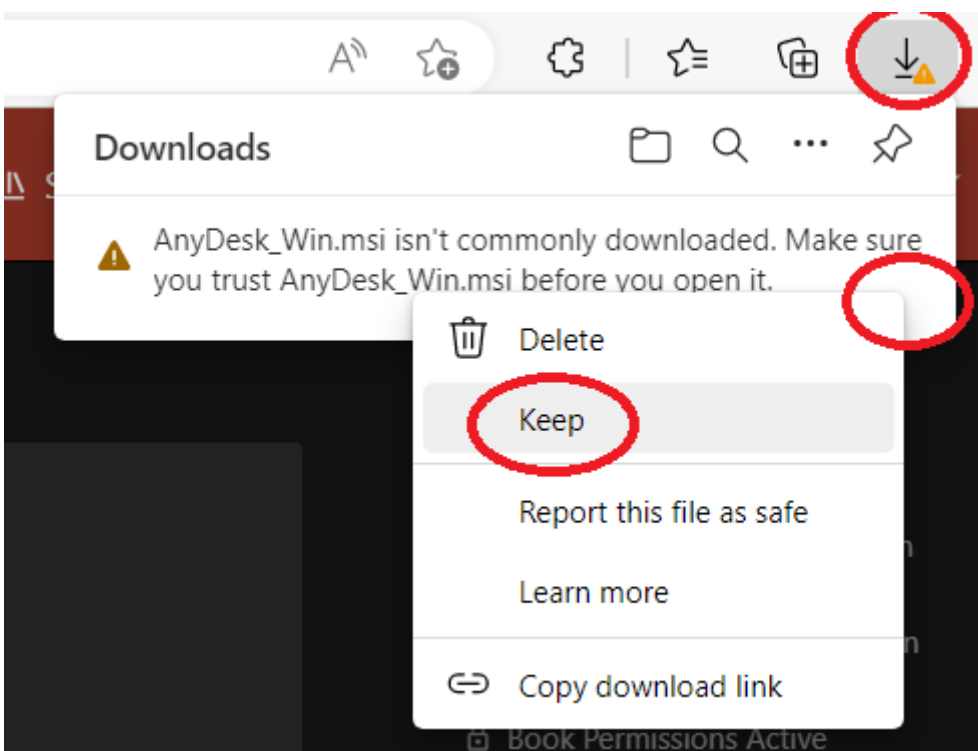 Downloads
AnyDesk_Win.msi isn't commonly downloaded. Make sure
you trust AnyDesk_Win.msi before you open it.
Delete
Keep
Report this file as safe
Learn more
Copy download link
Book Permissions Active